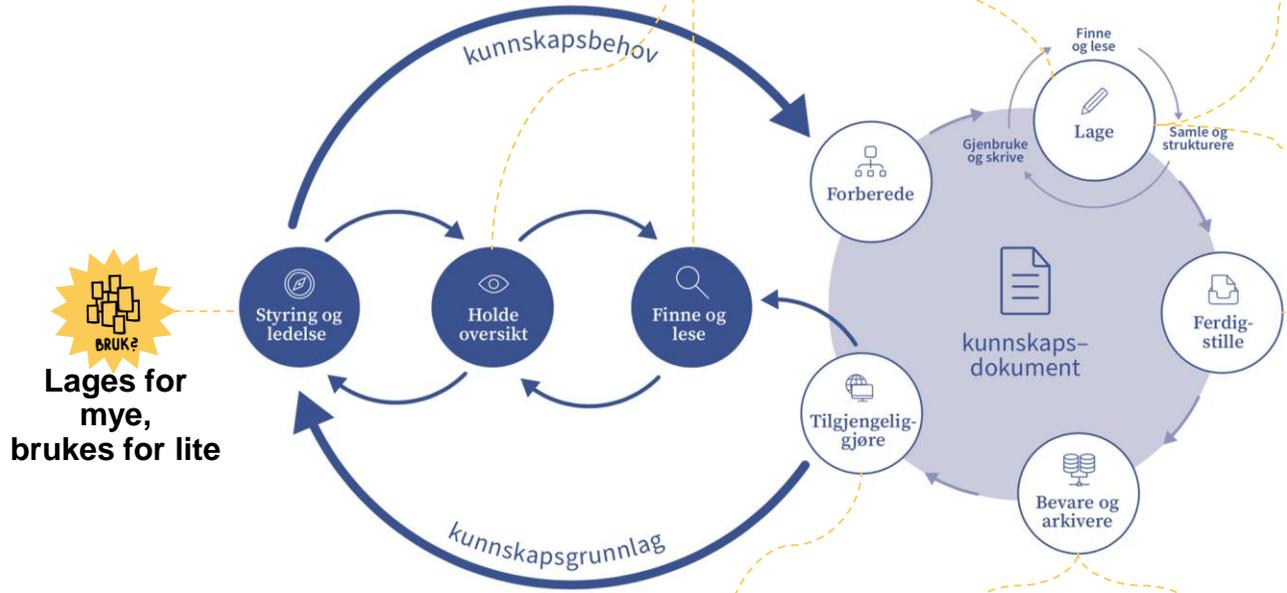 kunnskapsbehov
Finne
og lese
Lage
Gjenbruke
og skrive
Samle og
strukturere
Forberede
Styring og
ledelse
Holde
oversikt
Finne og
lese
BRUK?
Lages for
mye,
brukes for lite
kunnskaps–
dokument
Ferdig-
stille
Tilgjengelig-
gjøre
Bevare og
arkivere
kunnskapsgrunnlag